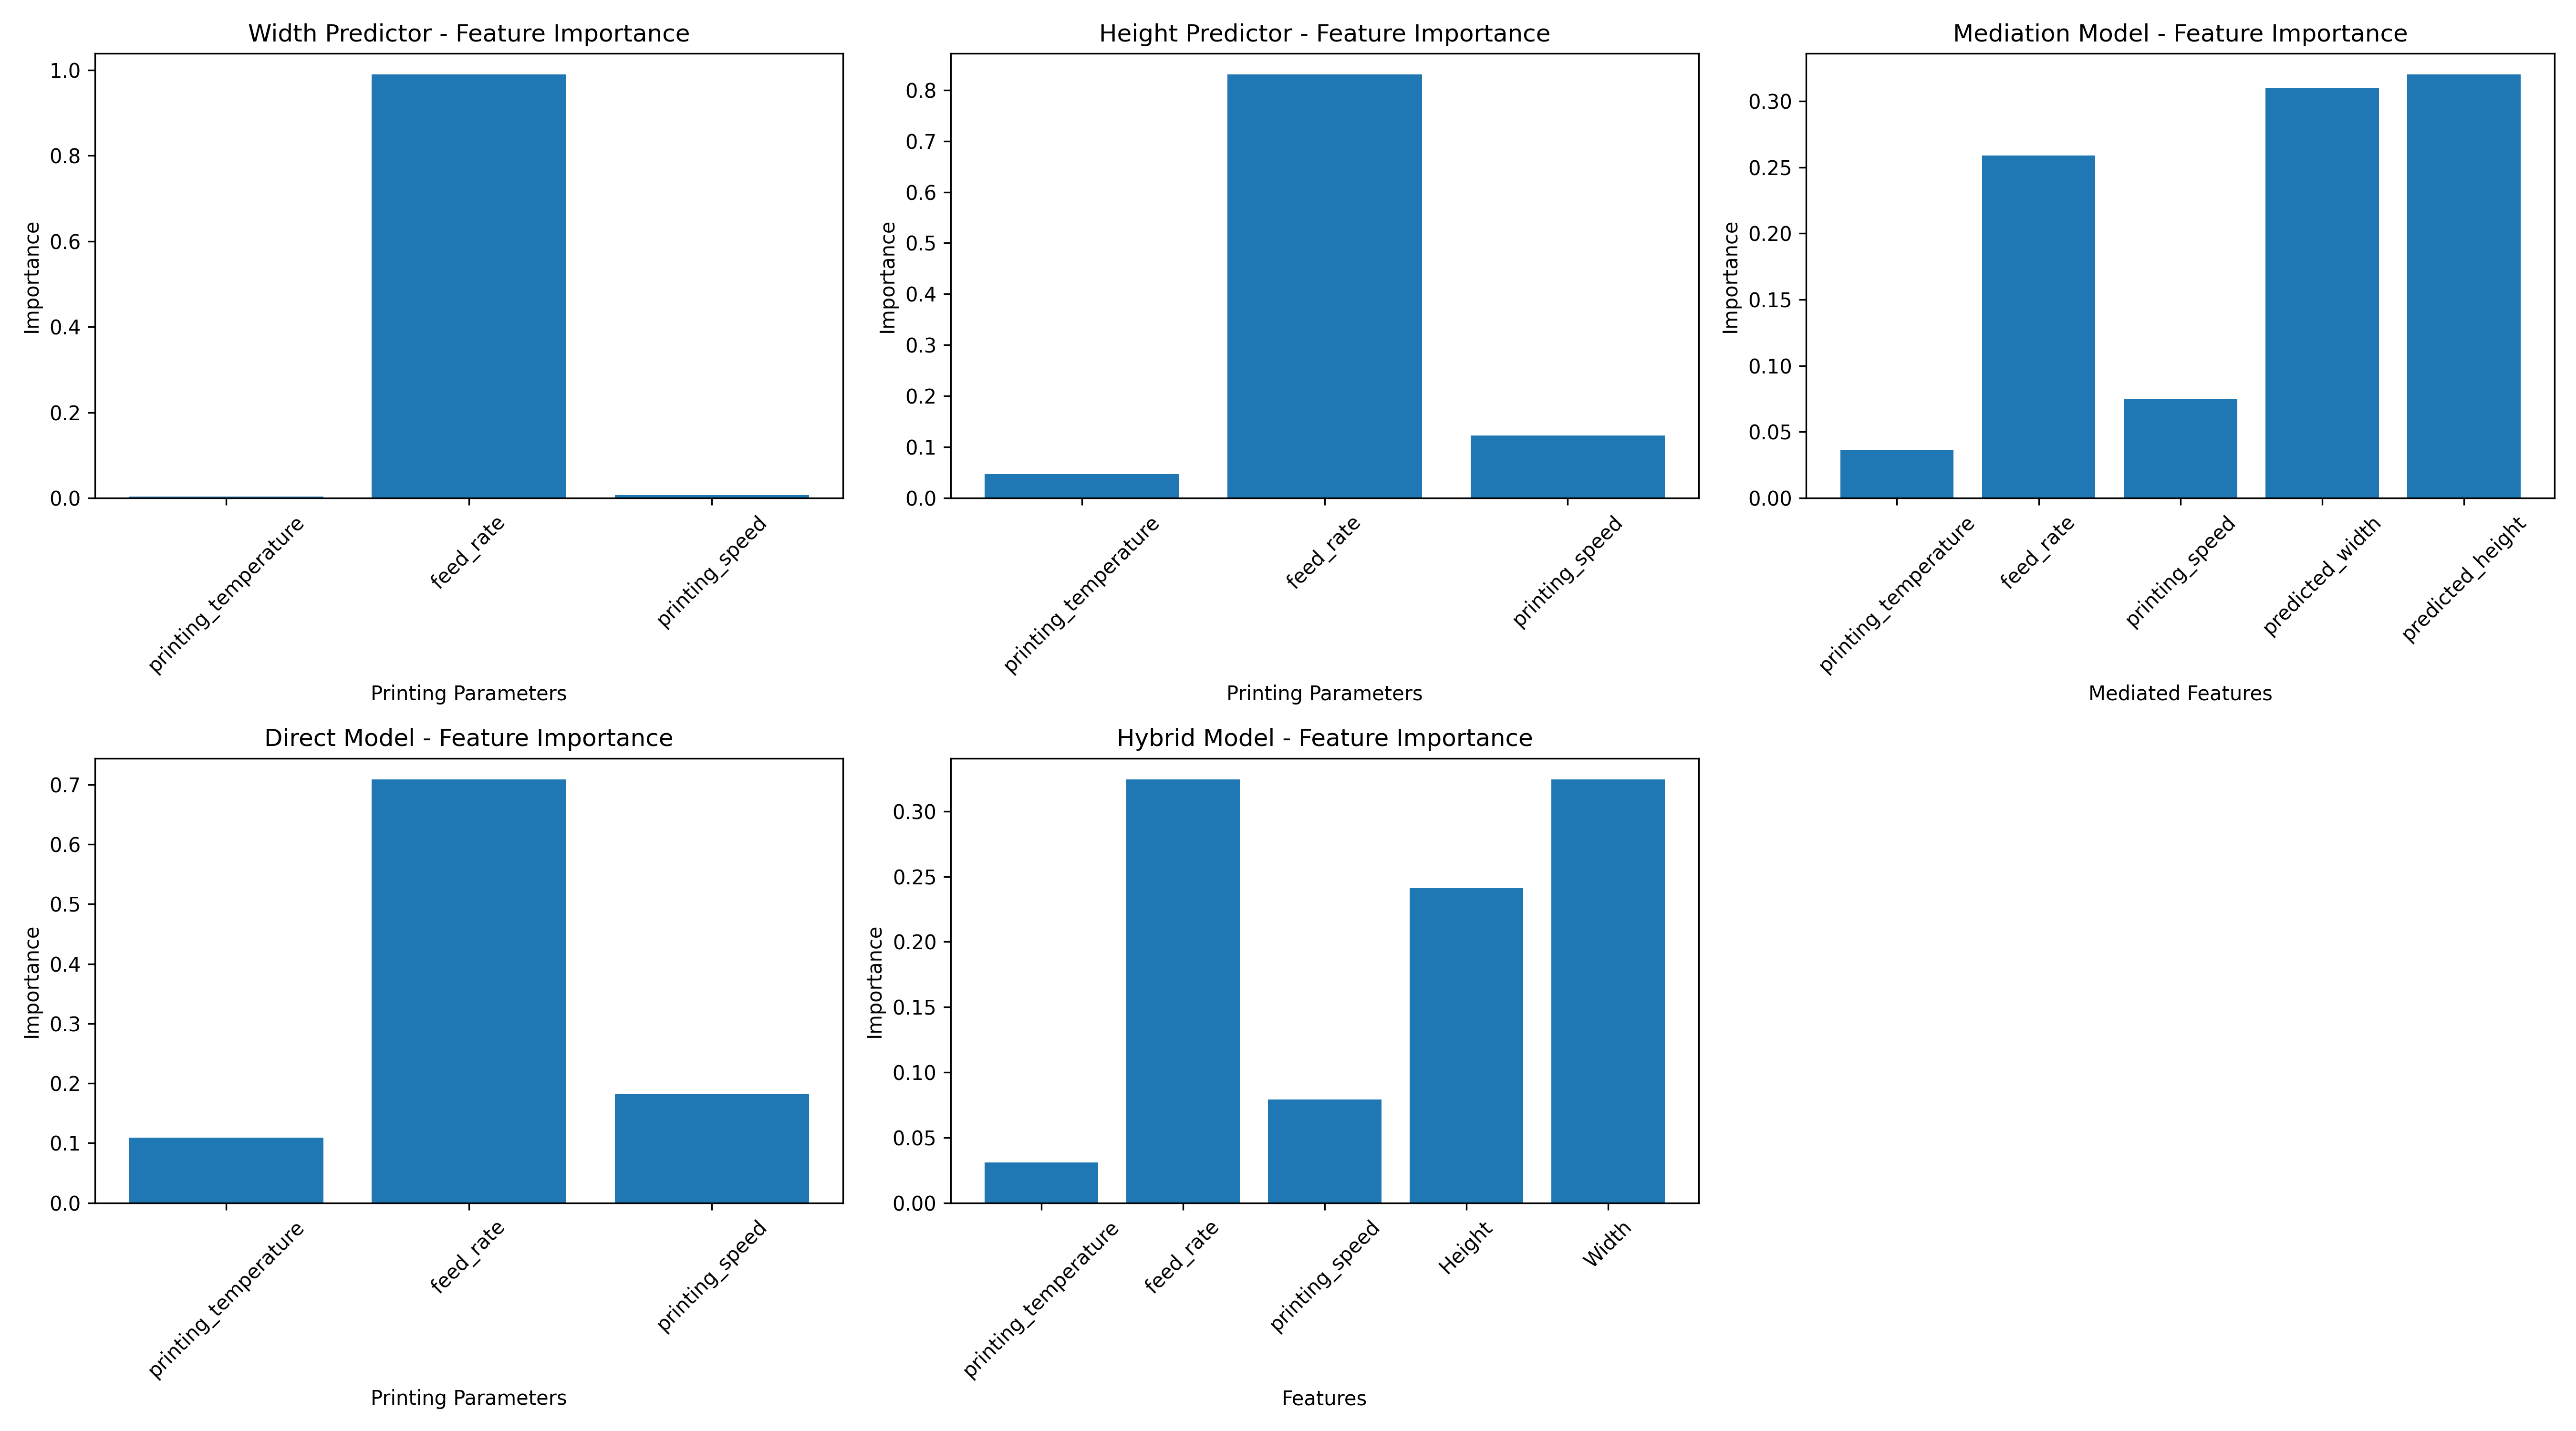 Width Predictor - Feature Importance
Importance
1.0
0.8
0.6
0.4
0.2
0.0
printing_temperature
feed_rate
printing_speed
Printing Parameters
Height Predictor - Feature Importance
Importance
0.8
0.7
0.6
0.5
0.4
0.3
0.2
0.1
0.0
printing_temperature
feed_rate
printing_speed
Printing Parameters
Mediation Model - Feature Importance
Importance
0.30
0.25
0.20
0.15
0.10
0.05
0.00
printing_temperature
feed_rate
printing_speed
predicted_width
predicted_height
Mediated Features
Direct Model - Feature Importance
Importance
0.7
0.6
0.5
0.4
0.3
0.2
0.1
0.0
printing_temperature
feed_rate
printing_speed
Printing Parameters
Hybrid Model - Feature Importance
Importance
0.30
0.25
0.20
0.15
0.10
0.05
0.00
printing_temperature
feed_rate
printing_speed
Height
Width
Features